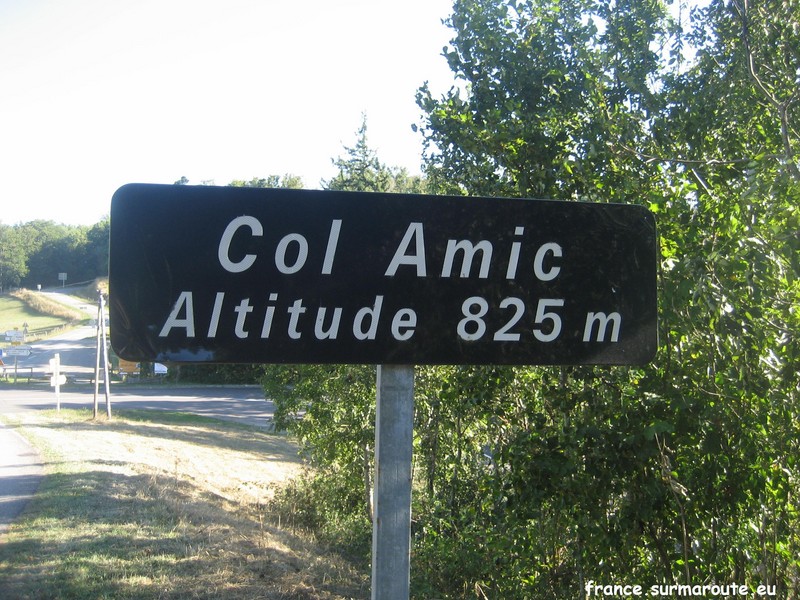 Col Amic
Altitude 825 m
france.surmaroute.eu